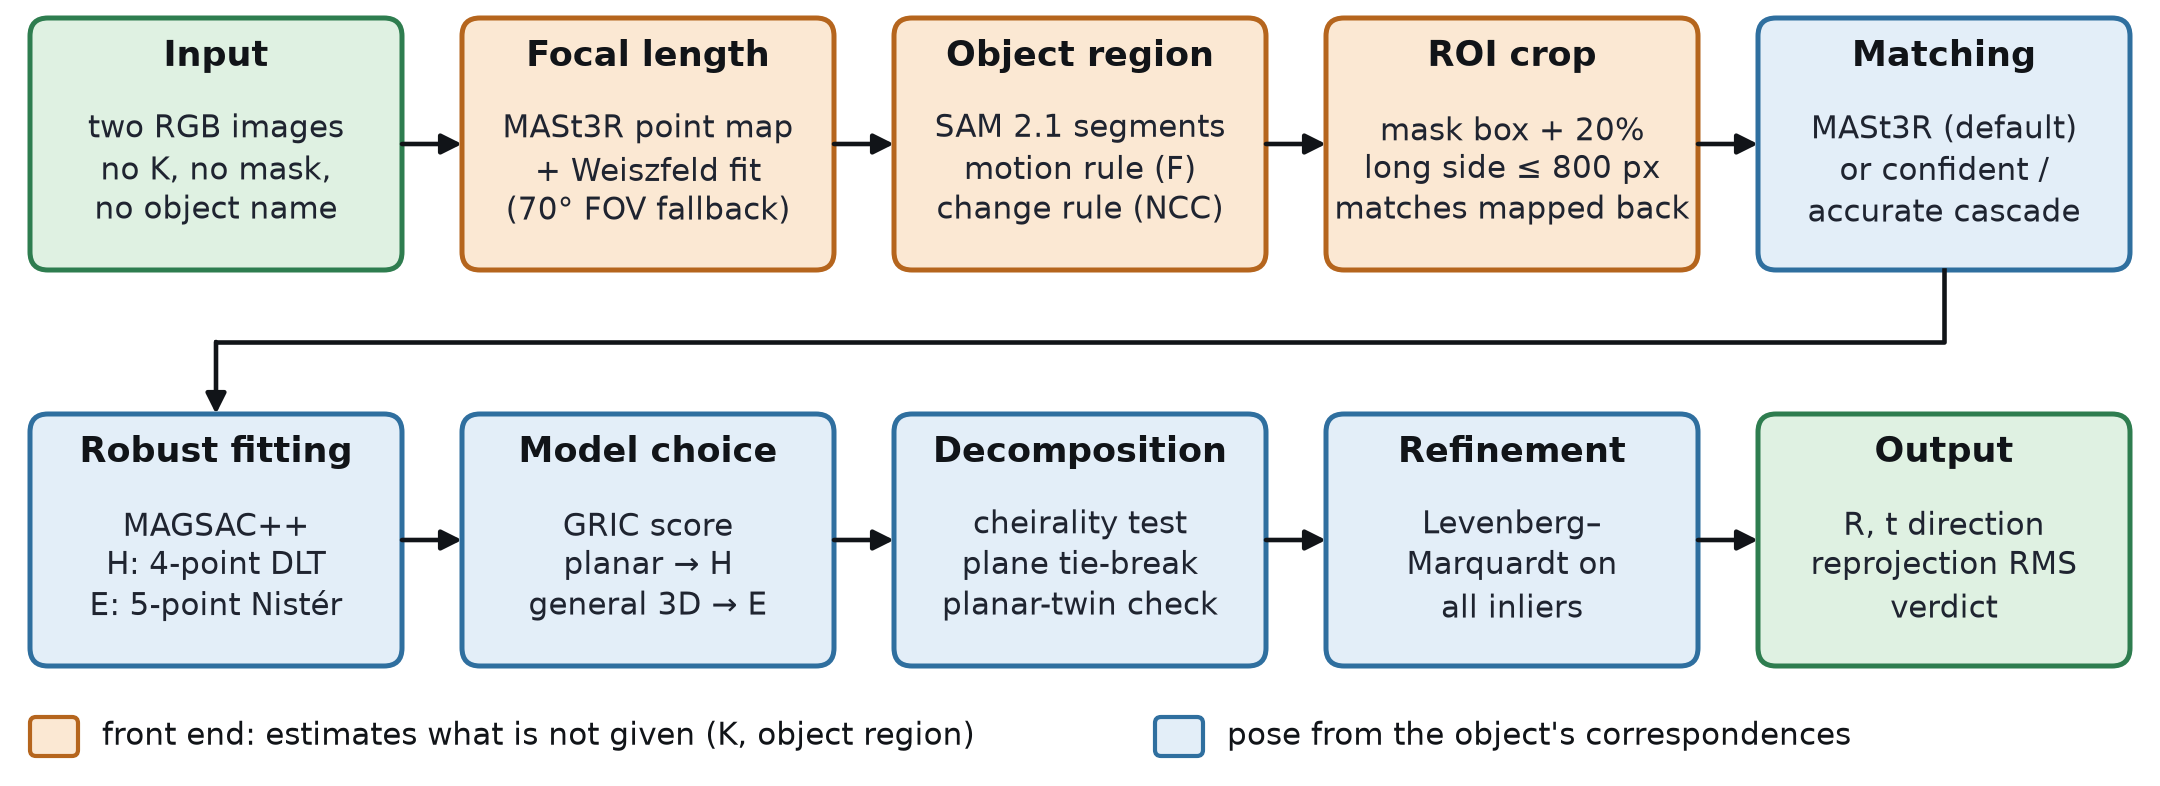 Input
two RGB images
no K, no mask,
no object name
Focal length
MASt3R point map
+ Weiszfeld fit
(70° FOV fallback)
Object region
SAM 2.1 segments
motion rule (F)
change rule (NCC)
ROI crop
mask box + 20%
long side ≤ 800 px
matches mapped back
Matching
MASt3R (default)
or confident /
accurate cascade
Robust fitting
MAGSAC++
H: 4-point DLT
E: 5-point Nistér
Model choice
GRIC score
planar → H
general 3D → E
Decomposition
cheirality test
plane tie-break
planar-twin check
Refinement
Levenberg–
Marquardt on
all inliers
Output
R, t direction
reprojection RMS
verdict
front end: estimates what is not given (K, object region)
pose from the object's correspondences